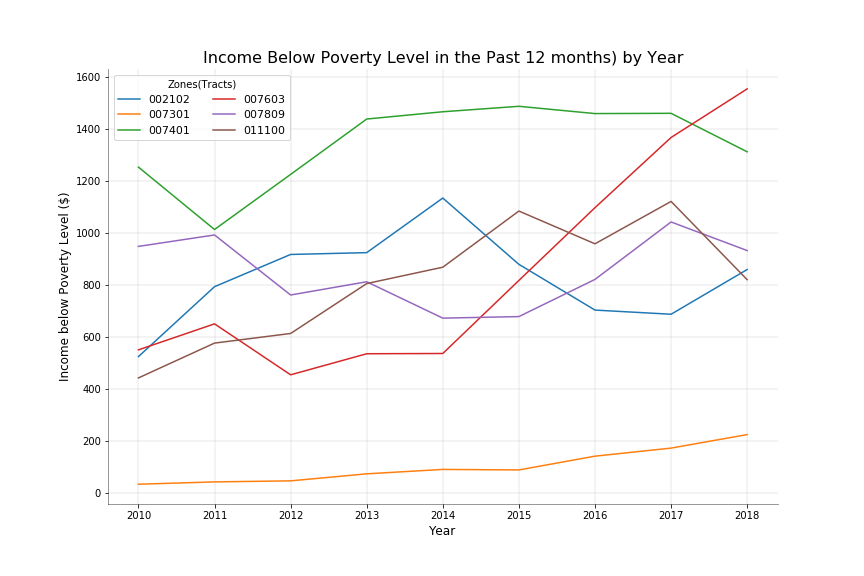 Income Below Poverty Level in the Past 12 months) by Year
Zones(Tracts)
002102 007603
007301 007809
007401 011100
Income below Poverty Level ($)
1600
1400
1200
1000
800
600
400
200
0
2010 2011 2012 2013 2014 2015 2016 2017 2018
Year